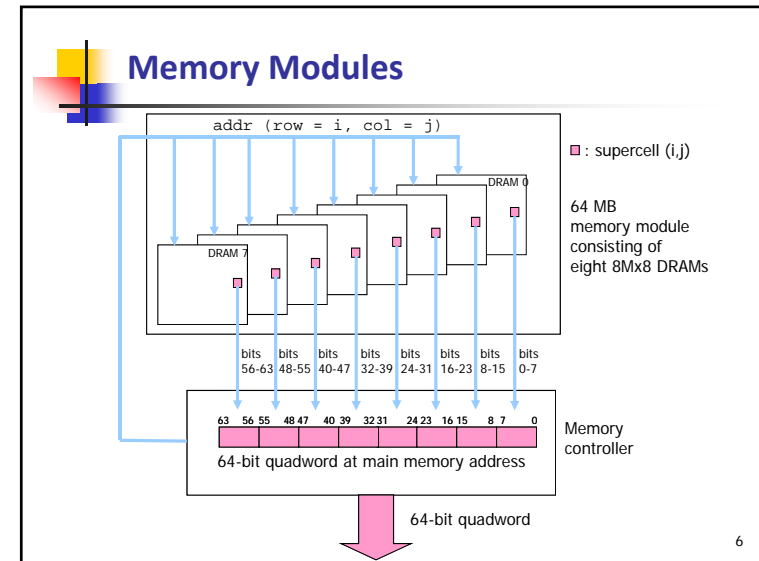 Memory Modules
addr (row = i, col = j)
: supercell (i,j)
DRAM 0
64 MB
memory module
consisting of
eight 8Mx8 DRAMs
DRAM 7
bits bits bits bits bits bits bits bits
56-63 48-55 40-47 32-39 24-31 16-23 8-15 0-7
63 56 55 48 47 40 39 32 31 24 23 16 15 8 7 0
64-bit quadword at main memory address
Memory
controller
64-bit quadword
6